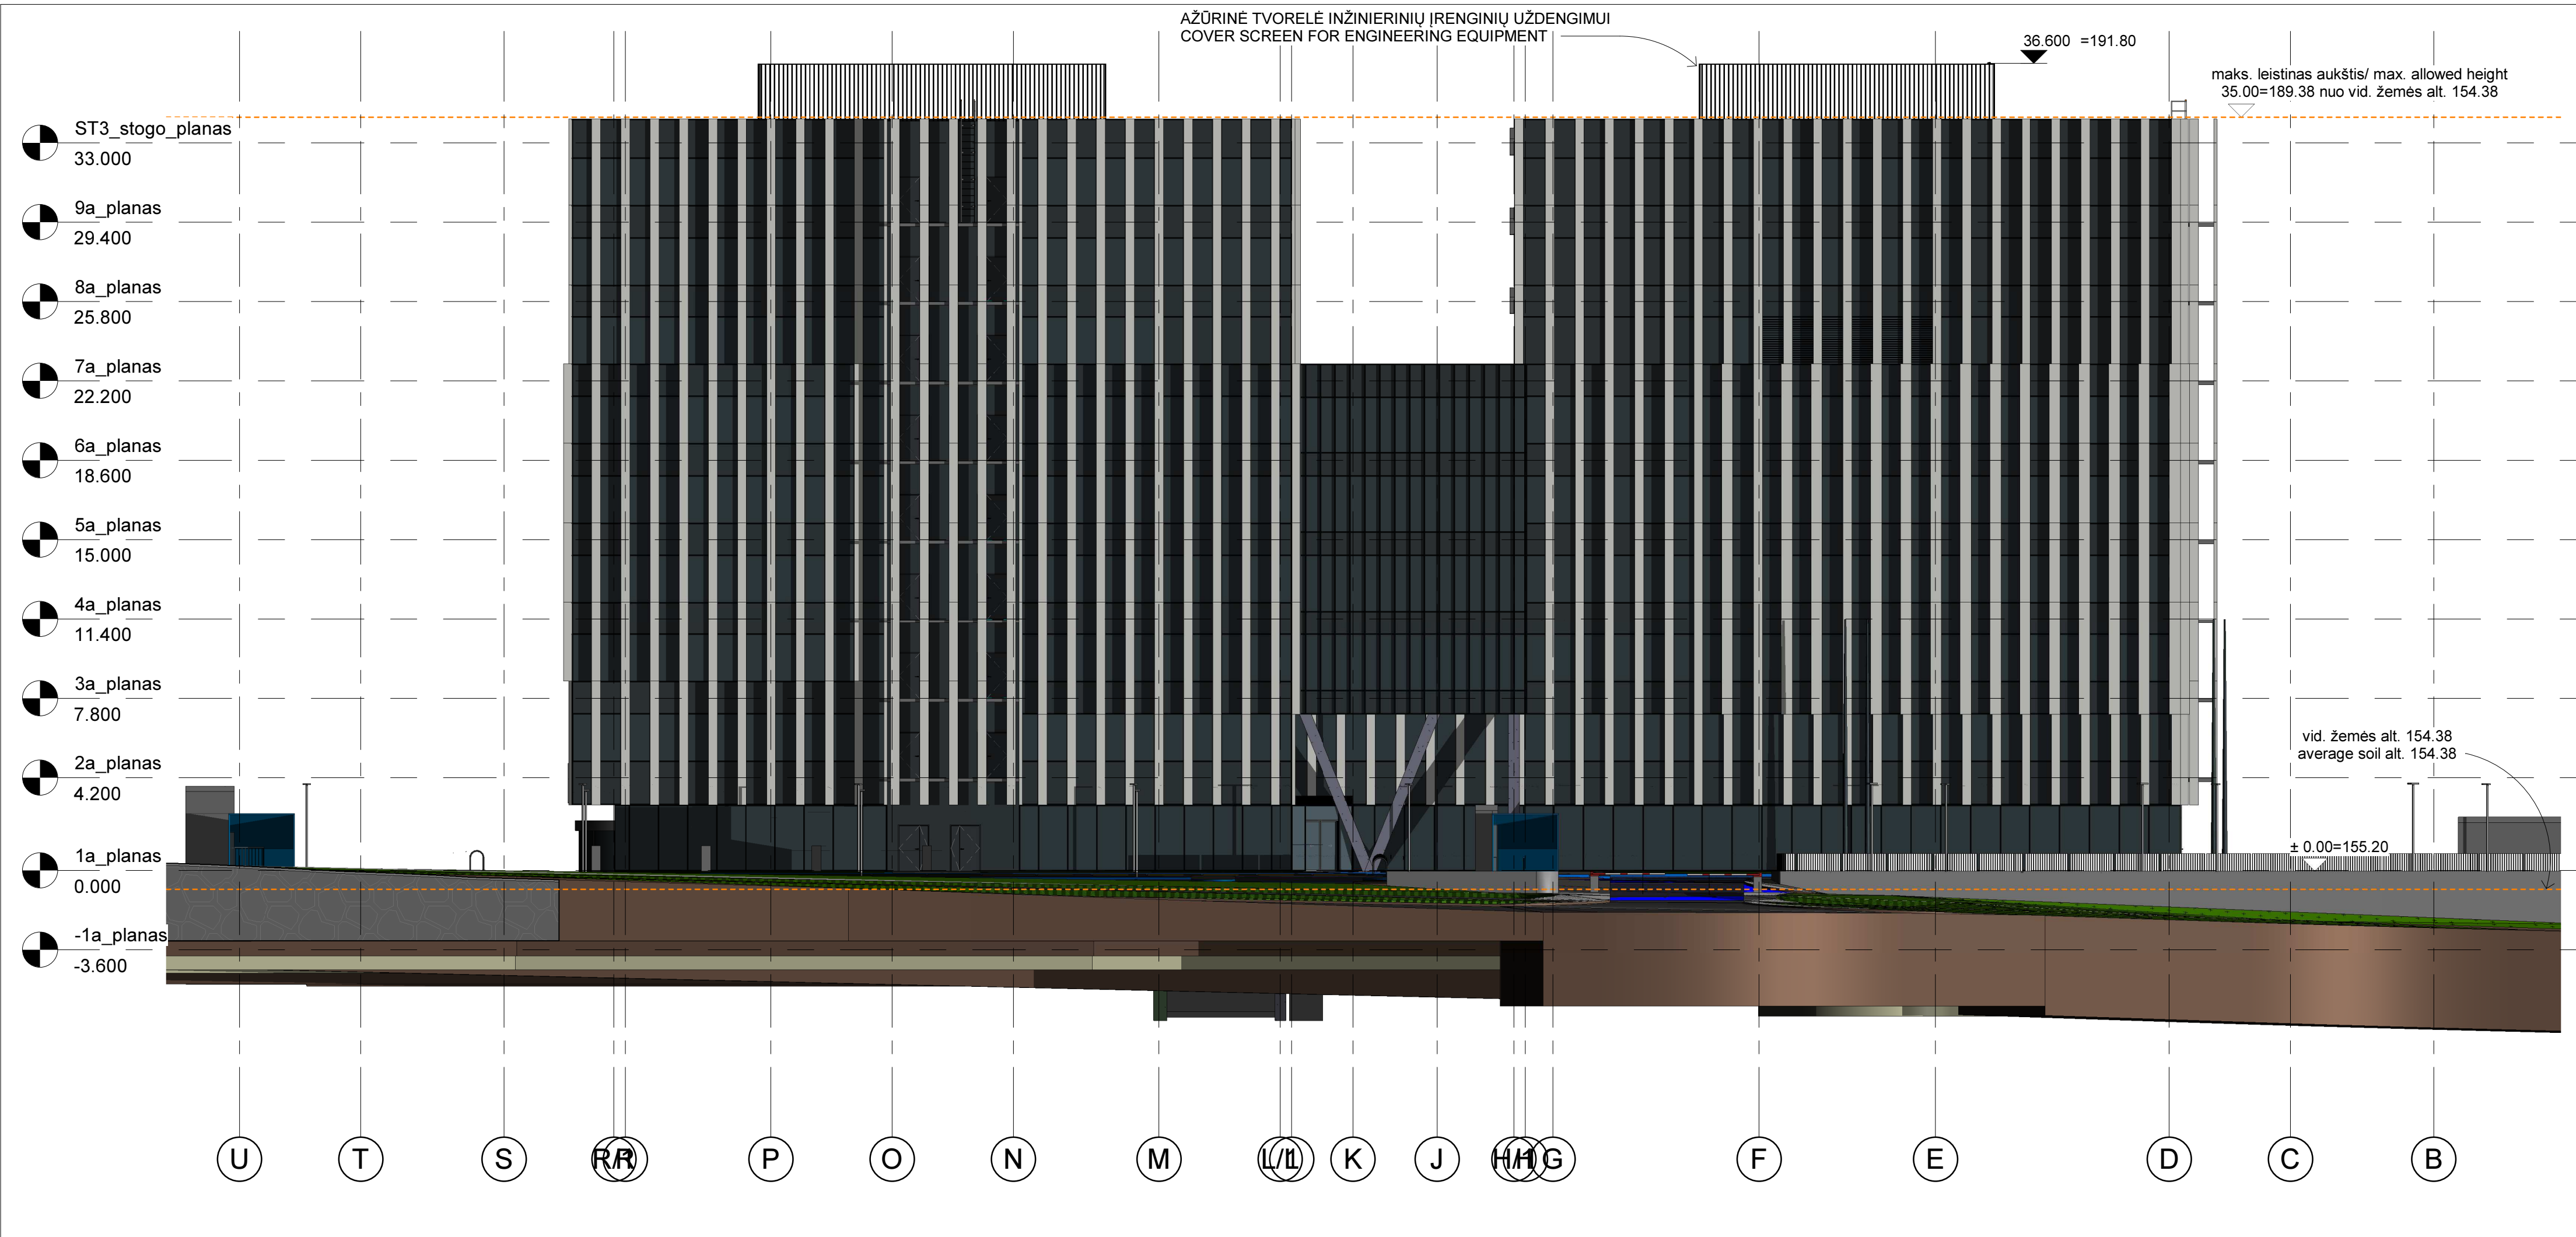 AŽŪRINĖ TVORELĖ INŽINIERINIŲ ĮRENGINIŲ UŽDENGIMUI
COVER SCREEN FOR ENGINEERING EQUIPMENT
36.600 =191.80
maks. leistinas aukštis/ max. allowed height
35.00=189.38 nuo vid. žemės alt. 154.38
ST3_stogo_planas
33.000
9a_planas
29.400
8a_planas
25.800
7a_planas
22.200
6a_planas
18.600
5a_planas
15.000
4a_planas
11.400
3a_planas
7.800
2a_planas
4.200
vid. žemės alt. 154.38
average soil alt. 154.38
1a_planas
0.000
± 0.00=155.20
-1a_planas
-3.600
U T S R/1 R P O N M L/1 L K J H/1 H G F E D C B